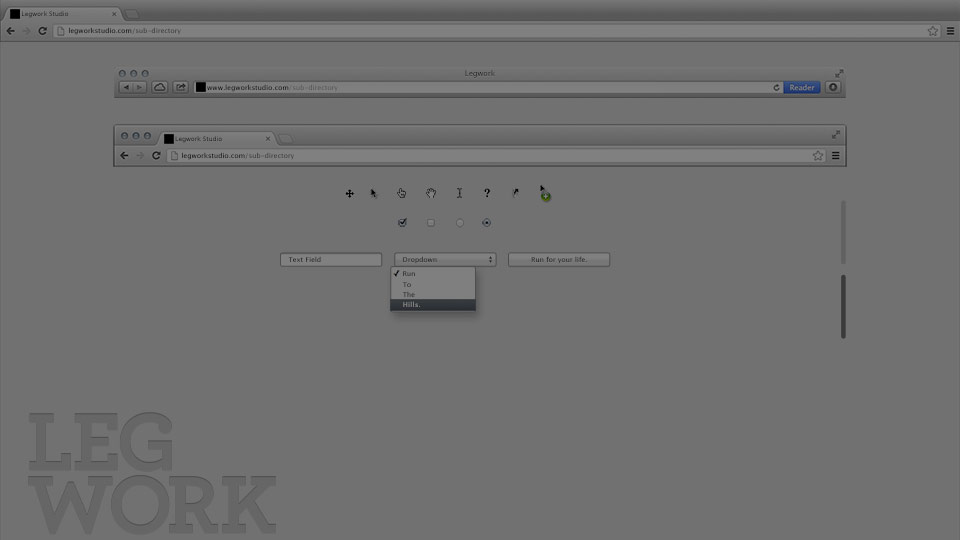 Legwork Studio
legworkstudio.com/sub-directory
Legwork
www.legworkstudio.com/sub-directory
Reader
Legwork Studio
legworkstudio.com/sub-directory
?
Text Field
Dropdown
Run for your life.
Run
To
The
Hills.
LEG
WORK